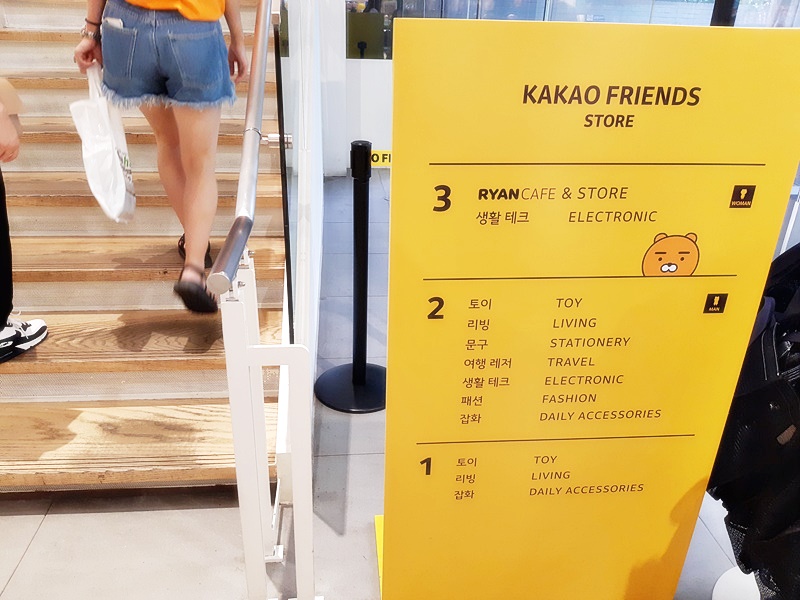 KAKAO FRIENDS
STORE
O FR
3 RYAN CAFE & STORE
생활 테크 ELECTRONIC
WOMAN
2 토이 TOY
MAN
리빙 LIVING
문구 STATIONERY
여행 레저 TRAVEL
생활 테크 ELECTRONIC
패션 FASHION
잡화 DAILY ACCESSORIES
1 토이 TOY
리빙 LIVING
잡화 DAILY ACCESSORIES